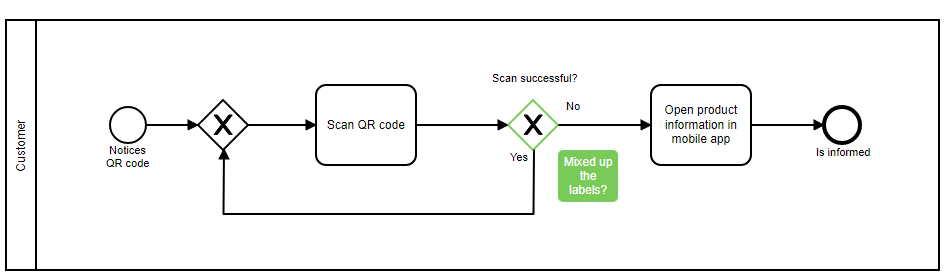 Customer
Notices
QR code
X
Scan QR code
Scan successful?
X
No
Yes
Mixed up
the
labels?
Open product
information in
mobile app
Is informed